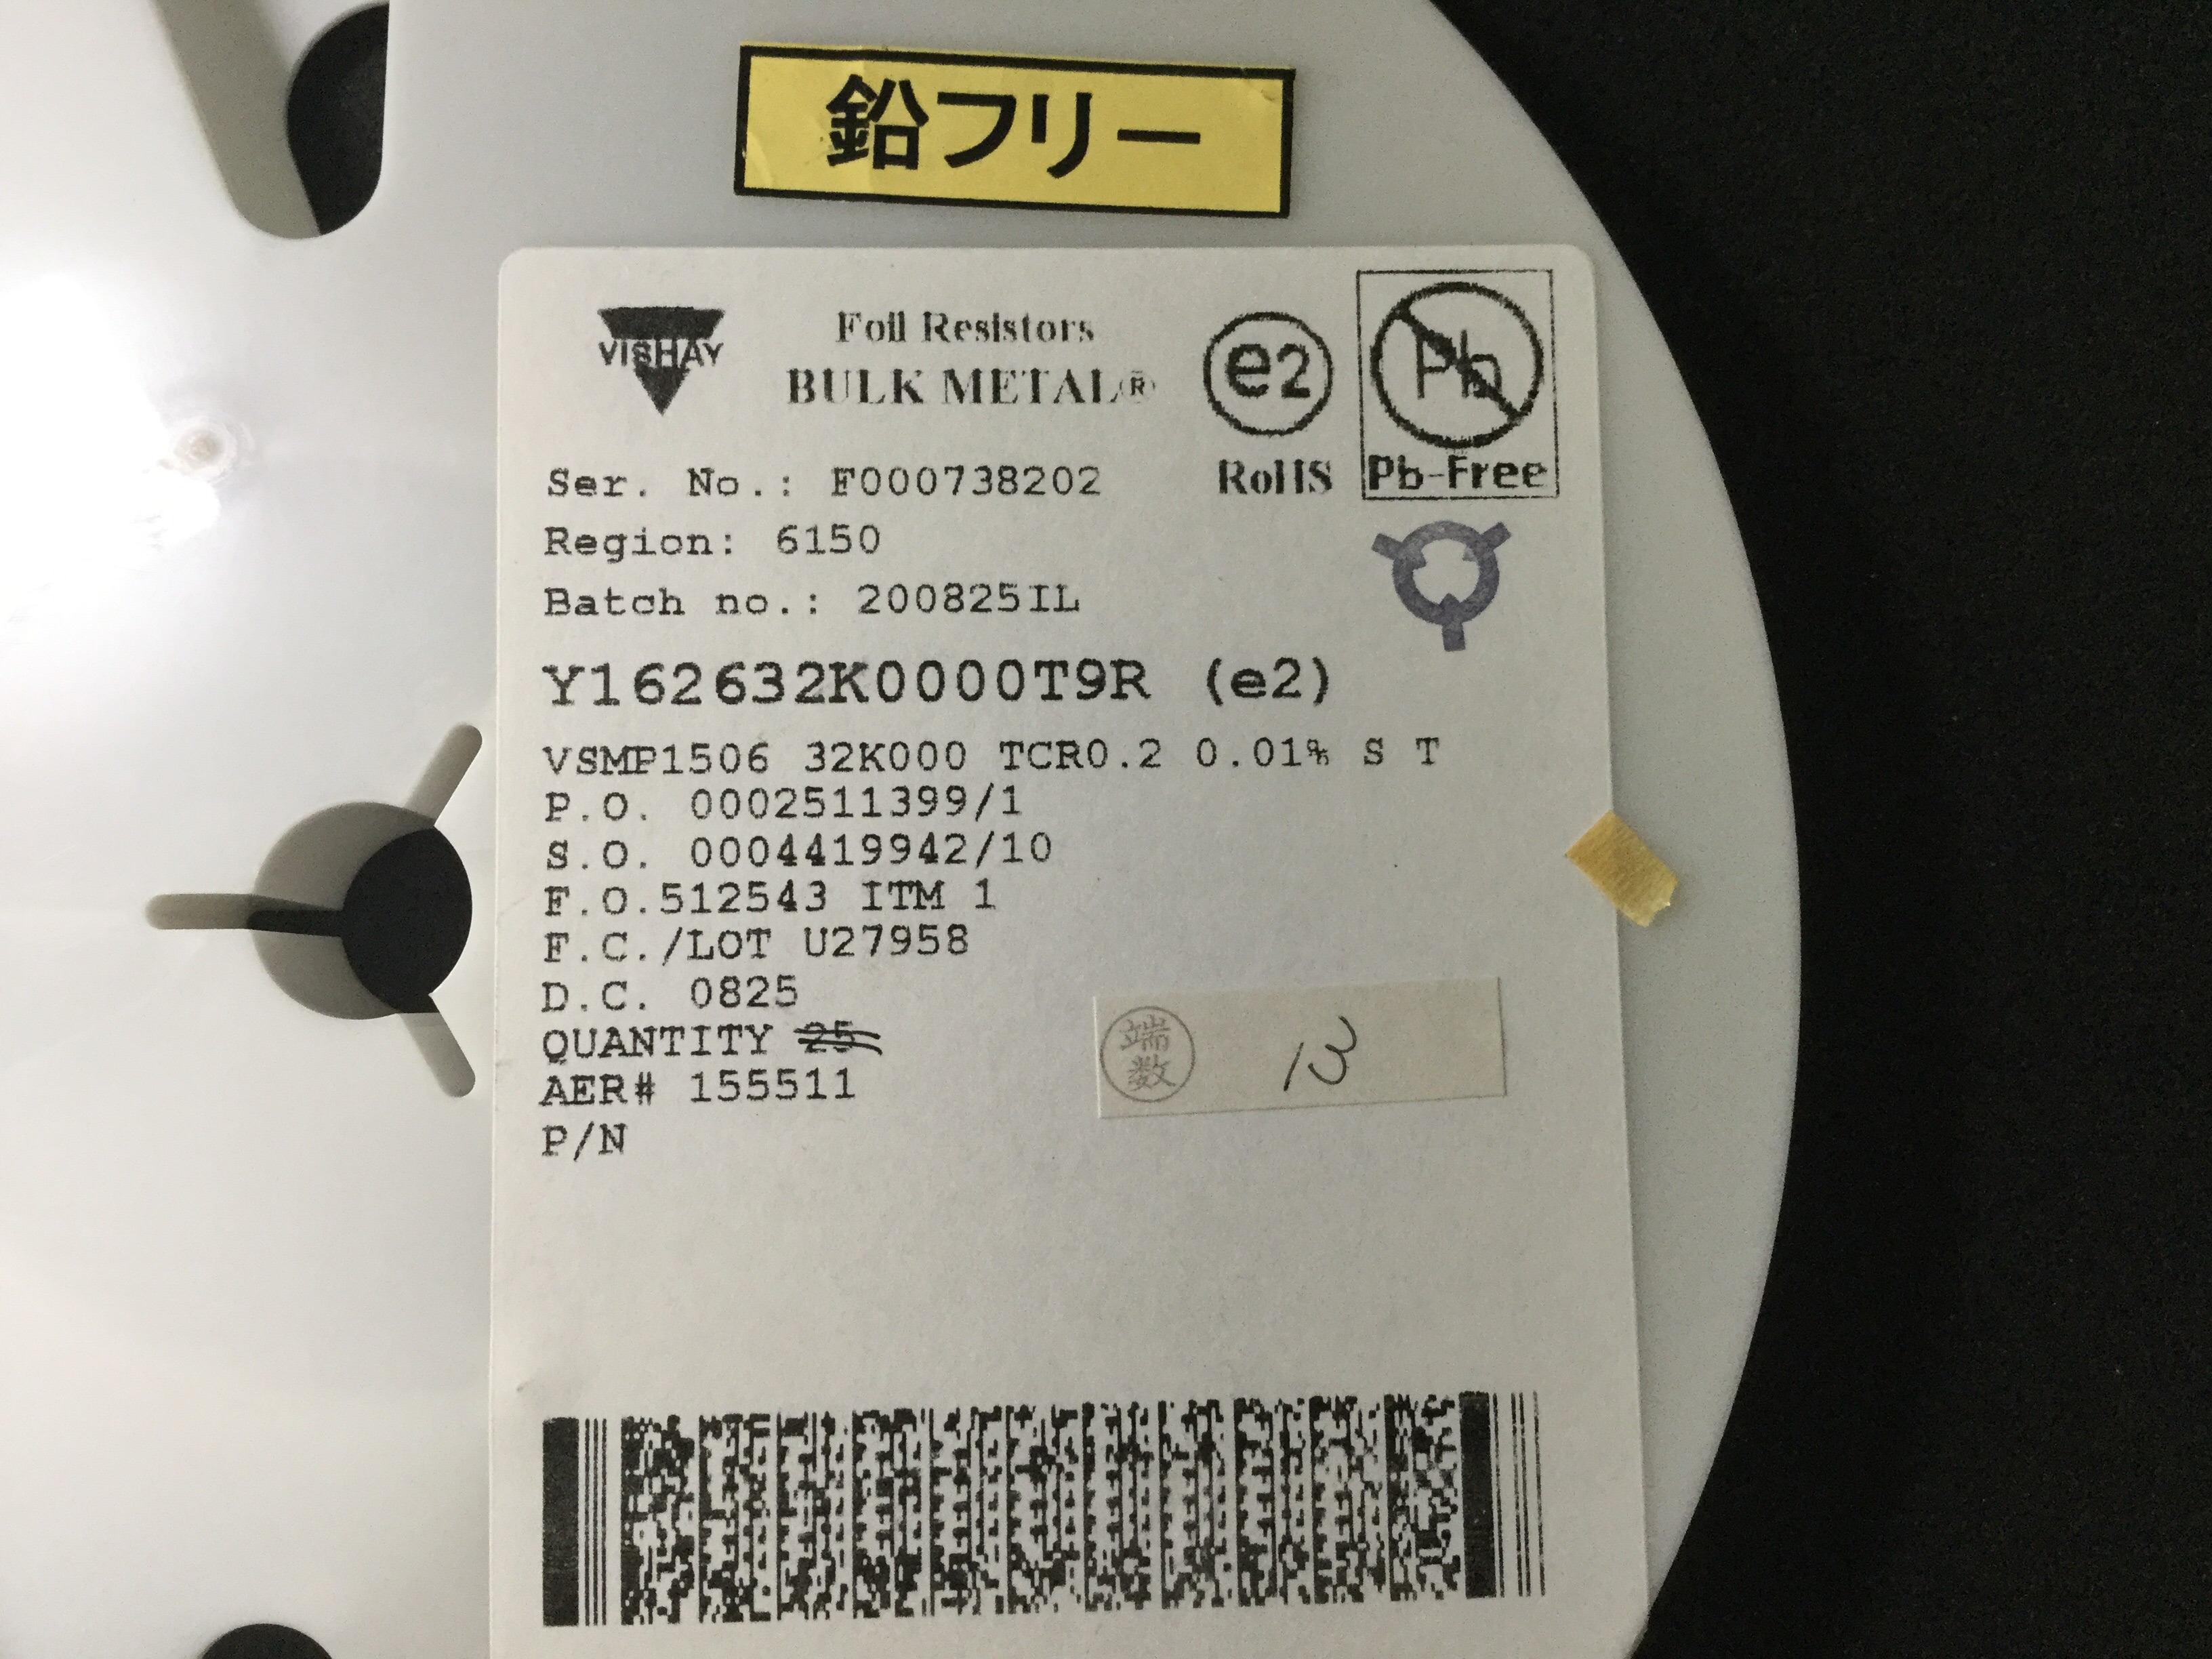 鉛フリー
VISHAY
Foil Resistors
BULK METAL®
e2
RoHS
Pb
Pb-Free
Ser. No.: F000738202
Region: 6150
Batch no.: 200825IL
Y162632K0000T9R (e2)
VSMP1506 32K000 TCR0.2 0.01% S T
P.O. 0002511399/1
S.O. 0004419942/10
F.O.512543 ITM 1
F.C./LOT U27958
D.C. 0825
QUANTITY 25
端数
13
AER# 155511
P/N